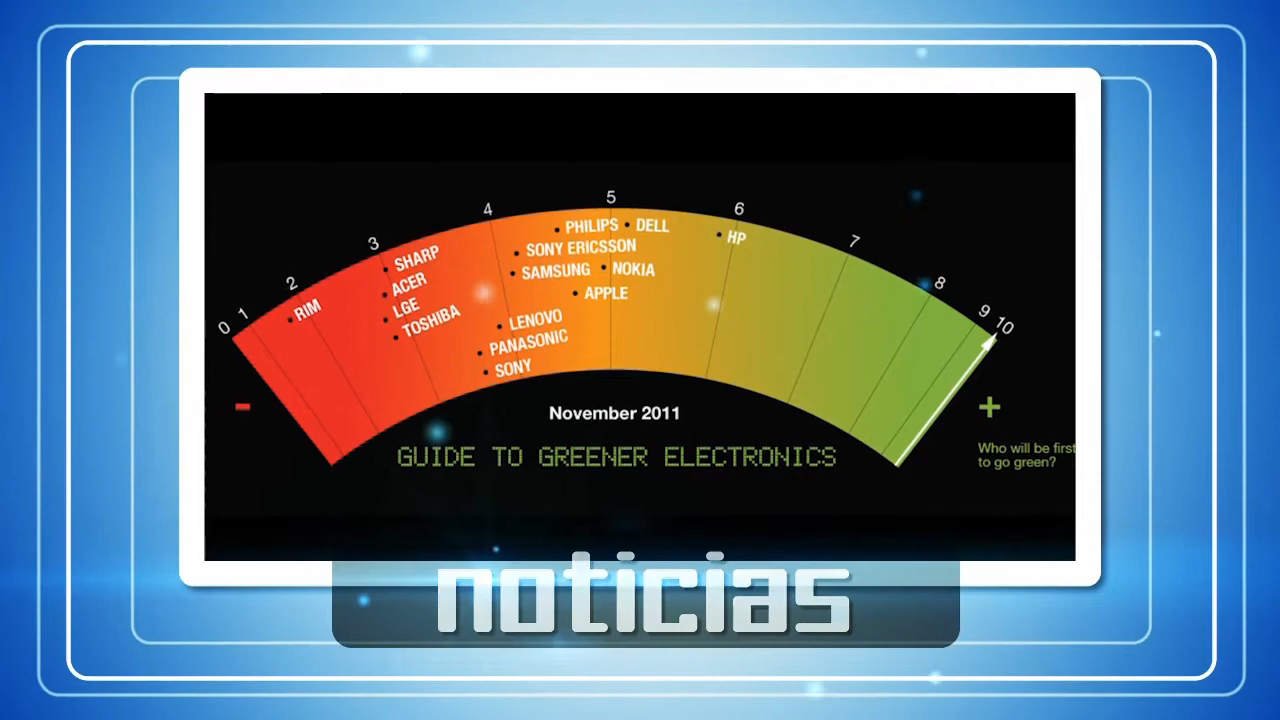 0 1 2 3 4 5 6 7 8 9 10
RIM
SHARP
ACER
LGE
TOSHIBA
PHILIPS
DELL
SONY ERICSSON
SAMSUNG
NOKIA
APPLE
LENOVO
PANASONIC
SONY
HP
-
+
November 2011
GUIDE TO GREENER ELECTRONICS
Who will be first
to go green?
noticias